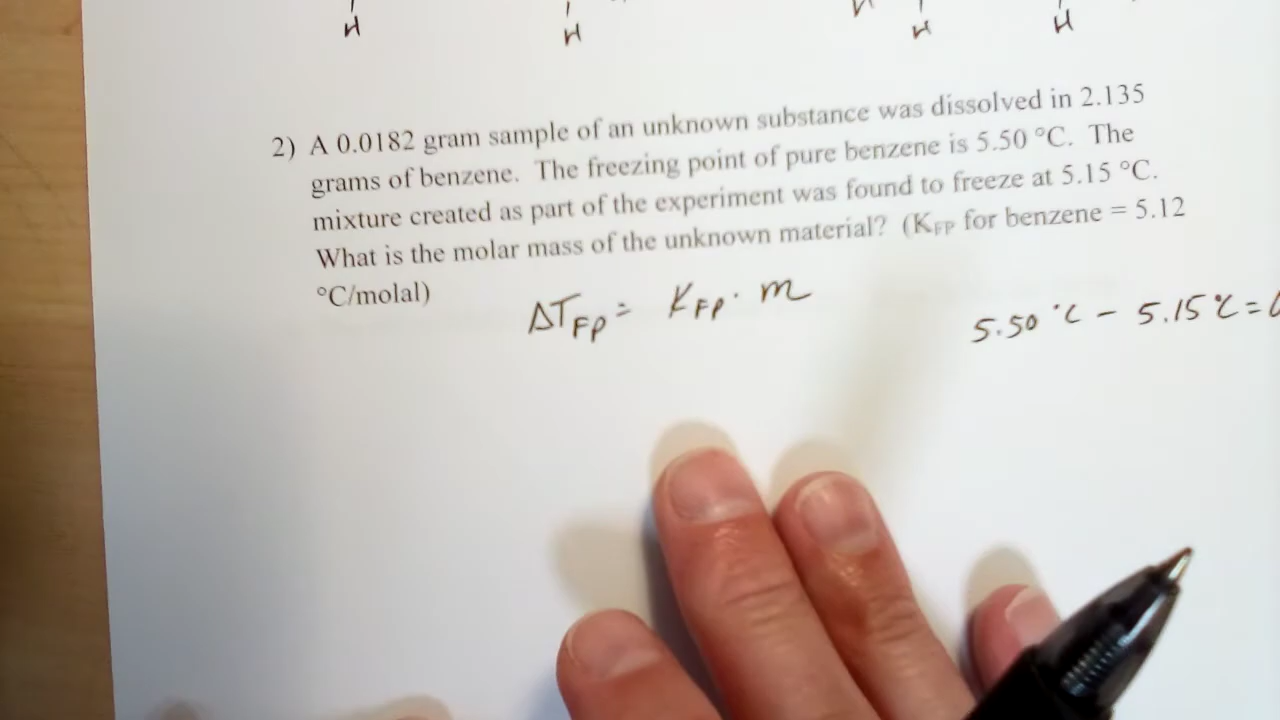 H H H H
2) A 0.0182 gram sample of an unknown substance was dissolved in 2.135
grams of benzene. The freezing point of pure benzene is 5.50 °C. The
mixture created as part of the experiment was found to freeze at 5.15 °C.
What is the molar mass of the unknown material? (K_FP for benzene = 5.12
°C/molal)
ΔT_FP = K_FP · m
5.50 °C - 5.15 °C =